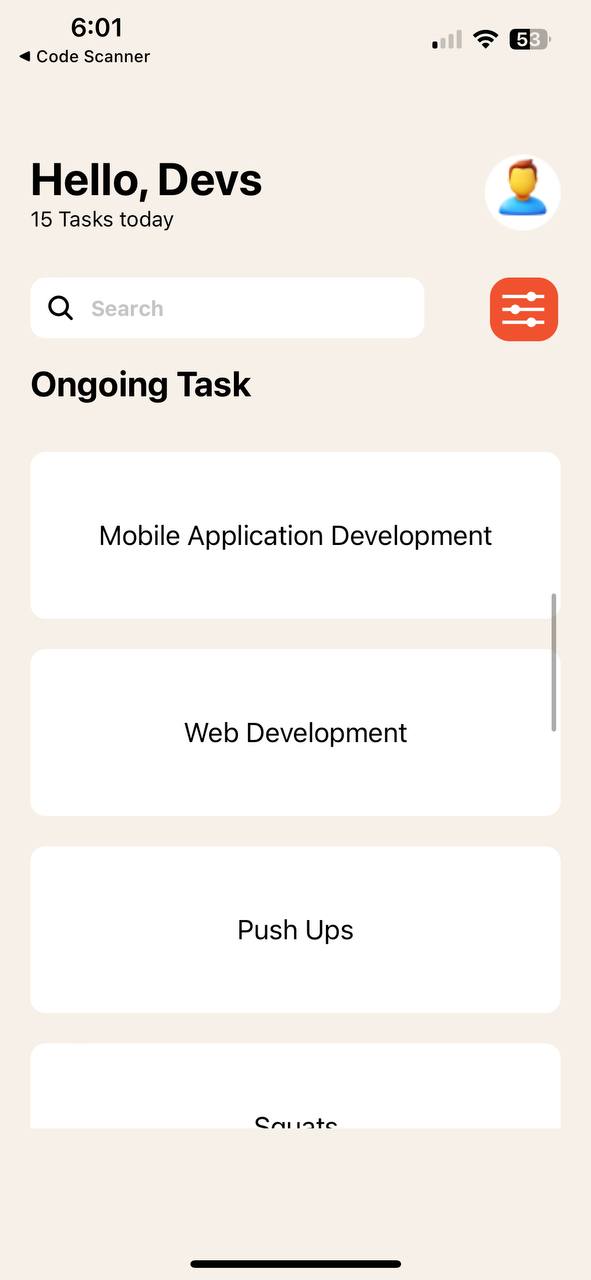 6:01
53
◀ Code Scanner
Hello, Devs
15 Tasks today
Search
Ongoing Task
Mobile Application Development
Web Development
Push Ups
Squats